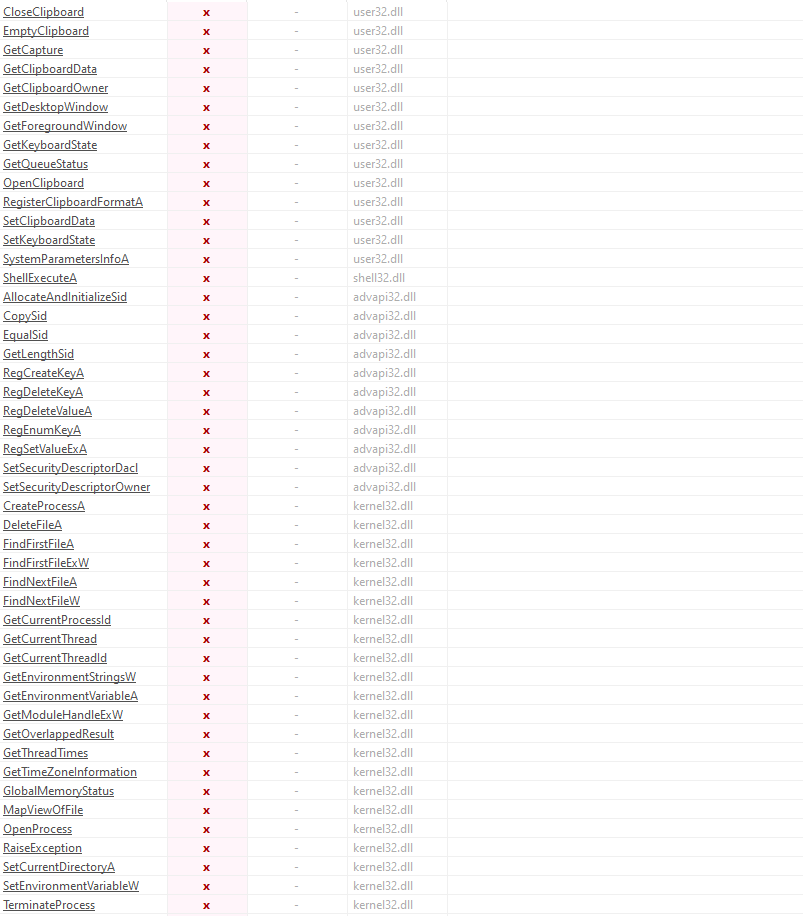 CloseClipboard x - user32.dll
EmptyClipboard x - user32.dll
GetCapture x - user32.dll
GetClipboardData x - user32.dll
GetClipboardOwner x - user32.dll
GetDesktopWindow x - user32.dll
GetForegroundWindow x - user32.dll
GetKeyboardState x - user32.dll
GetQueueStatus x - user32.dll
OpenClipboard x - user32.dll
RegisterClipboardFormatA x - user32.dll
SetClipboardData x - user32.dll
SetKeyboardState x - user32.dll
SystemParametersInfoA x - user32.dll
ShellExecuteA x - shell32.dll
AllocateAndInitializeSid x - advapi32.dll
CopySid x - advapi32.dll
EqualSid x - advapi32.dll
GetLengthSid x - advapi32.dll
RegCreateKeyA x - advapi32.dll
RegDeleteKeyA x - advapi32.dll
RegDeleteValueA x - advapi32.dll
RegEnumKeyA x - advapi32.dll
RegSetValueExA x - advapi32.dll
SetSecurityDescriptorDacl x - advapi32.dll
SetSecurityDescriptorOwner x - advapi32.dll
CreateProcessA x - kernel32.dll
DeleteFileA x - kernel32.dll
FindFirstFileA x - kernel32.dll
FindFirstFileExW x - kernel32.dll
FindNextFileA x - kernel32.dll
FindNextFileW x - kernel32.dll
GetCurrentProcessId x - kernel32.dll
GetCurrentThread x - kernel32.dll
GetCurrentThreadId x - kernel32.dll
GetEnvironmentStringsW x - kernel32.dll
GetEnvironmentVariableA x - kernel32.dll
GetModuleHandleExW x - kernel32.dll
GetOverlappedResult x - kernel32.dll
GetThreadTimes x - kernel32.dll
GetTimeZoneInformation x - kernel32.dll
GlobalMemoryStatus x - kernel32.dll
MapViewOfFile x - kernel32.dll
OpenProcess x - kernel32.dll
RaiseException x - kernel32.dll
SetCurrentDirectoryA x - kernel32.dll
SetEnvironmentVariableW x - kernel32.dll
TerminateProcess x - kernel32.dll